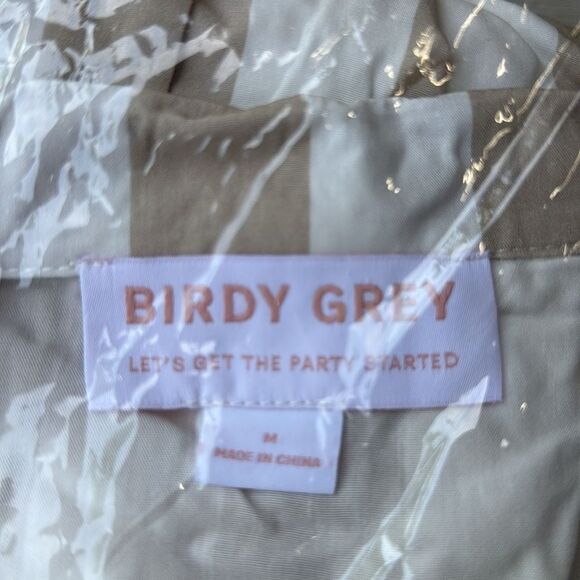 BIRDY GREY
LET'S GET THE PARTY STARTED
M
MADE IN CHINA